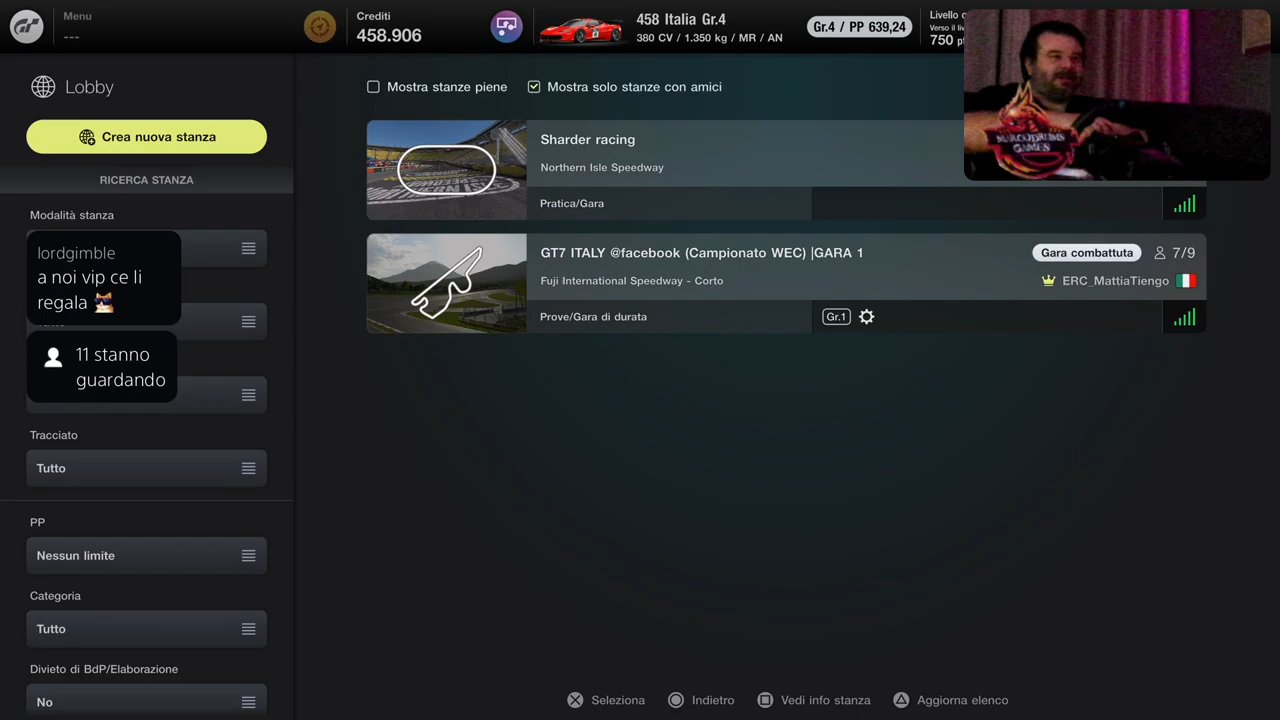 Menu
---
Crediti
458.906
458 Italia Gr.4
380 CV / 1.350 kg / MR / AN
Gr.4 / PP 639,24
Livello
750
Lobby
Crea nuova stanza
RICERCA STANZA
Modalità stanza
lordgimble
a noi vip ce li
regala
11 stanno
guardando
Tracciato
Tutto
PP
Nessun limite
Categoria
Tutto
Divieto di BdP/Elaborazione
No
Mostra stanze piene
Mostra solo stanze con amici
Sharder racing
Northern Isle Speedway
Pratica/Gara
GT7 ITALY @facebook (Campionato WEC) |GARA 1
Gara combattuta
7/9
Fuji International Speedway - Corto
ERC_MattiaTiengo
Prove/Gara di durata
Gr.1
MARCODRUMS
GAMES
Seleziona
Indietro
Vedi info stanza
Aggiorna elenco